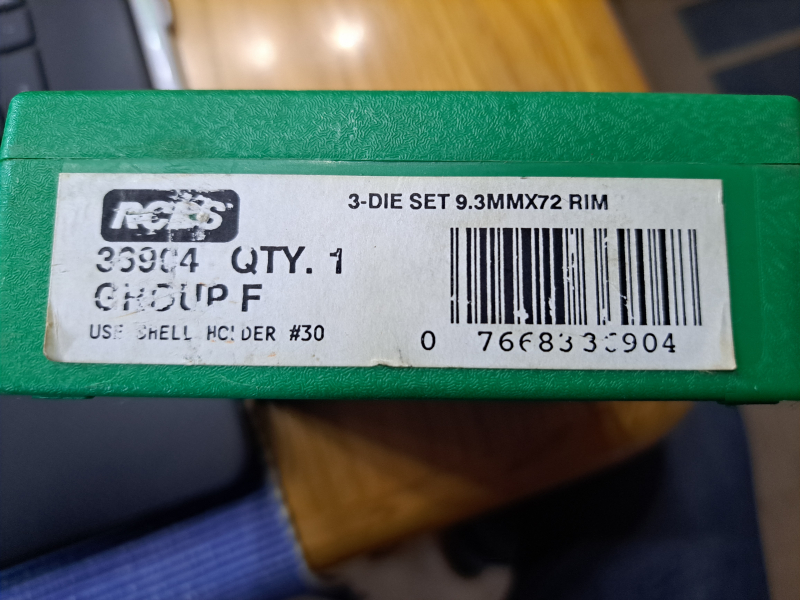 RCBS
3-DIE SET 9.3MMX72 RIM
36904 QTY. 1
GROUP F
USE SHELL HOLDER #30
0 76683 36904